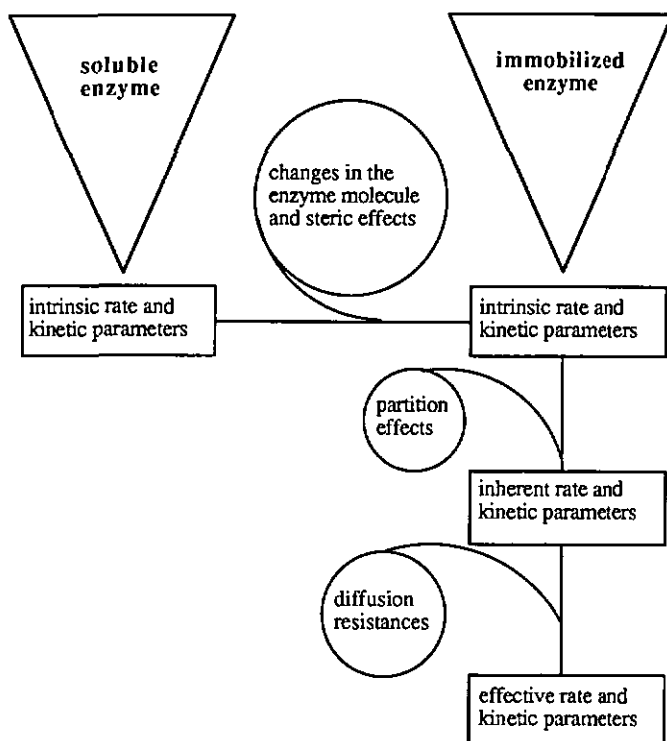 soluble
enzyme
immobilized
enzyme
changes in the
enzyme molecule
and steric effects
intrinsic rate and
kinetic parameters
intrinsic rate and
kinetic parameters
partition
effects
inherent rate and
kinetic parameters
diffusion
resistances
effective rate and
kinetic parameters